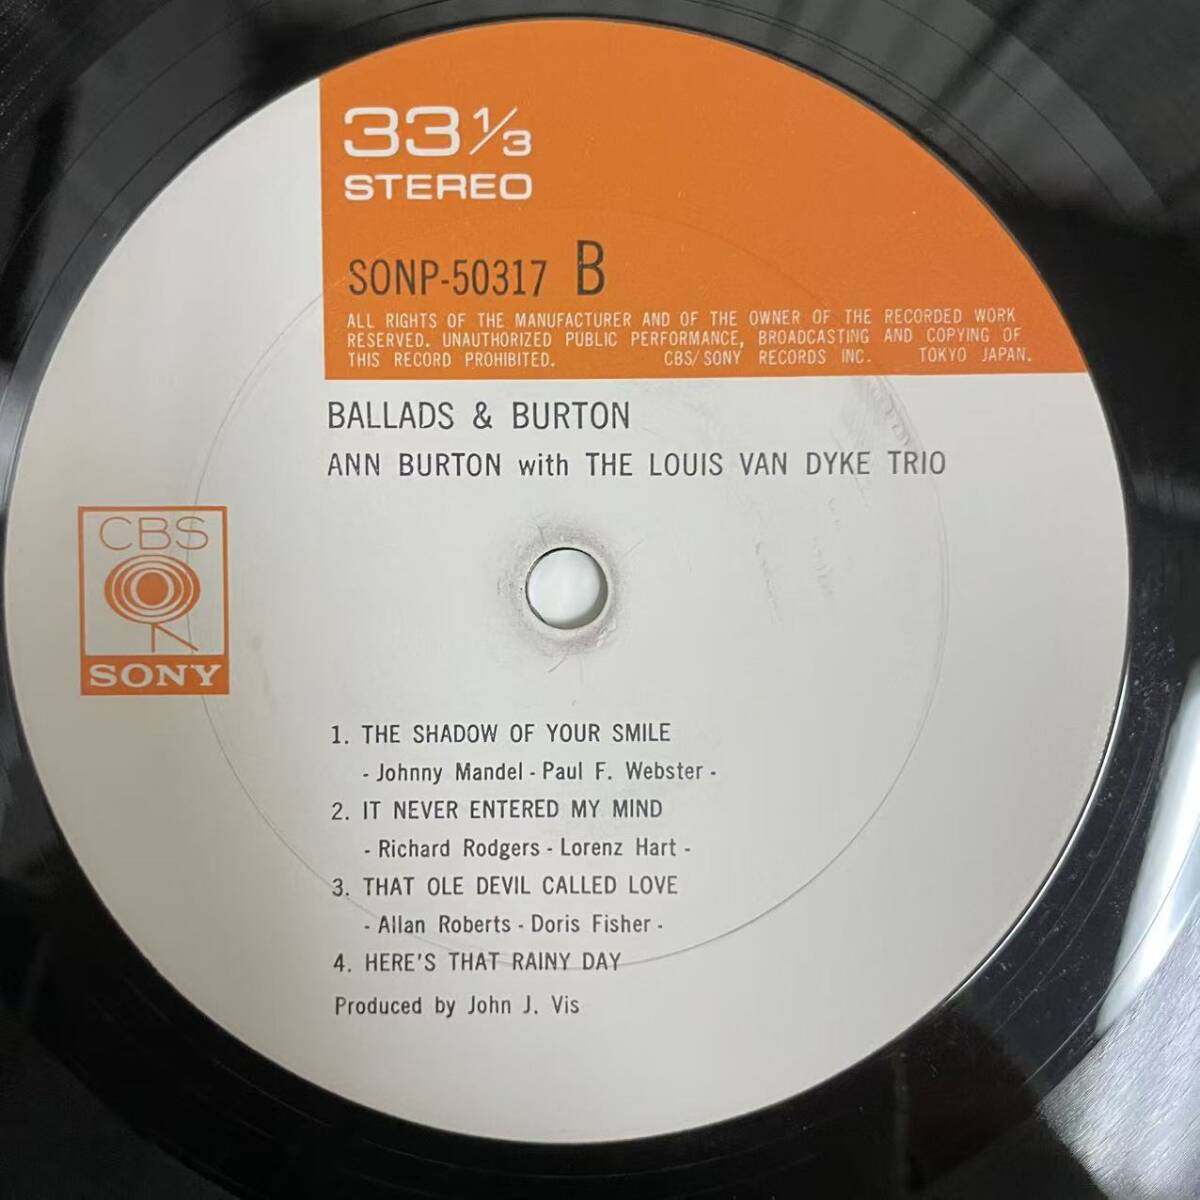 33 1/3
STEREO
SONP-50317 B
ALL RIGHTS OF THE MANUFACTURER AND OF THE OWNER OF THE RECORDED WORK
RESERVED. UNAUTHORIZED PUBLIC PERFORMANCE, BROADCASTING AND COPYING OF
THIS RECORD PROHIBITED. CBS/SONY RECORDS INC. TOKYO JAPAN.
BALLADS & BURTON
ANN BURTON with THE LOUIS VAN DYKE TRIO
CBS
SONY
1. THE SHADOW OF YOUR SMILE
- Johnny Mandel - Paul F. Webster -
2. IT NEVER ENTERED MY MIND
- Richard Rodgers - Lorenz Hart -
3. THAT OLE DEVIL CALLED LOVE
- Allan Roberts - Doris Fisher -
4. HERE'S THAT RAINY DAY
Produced by John J. Vis